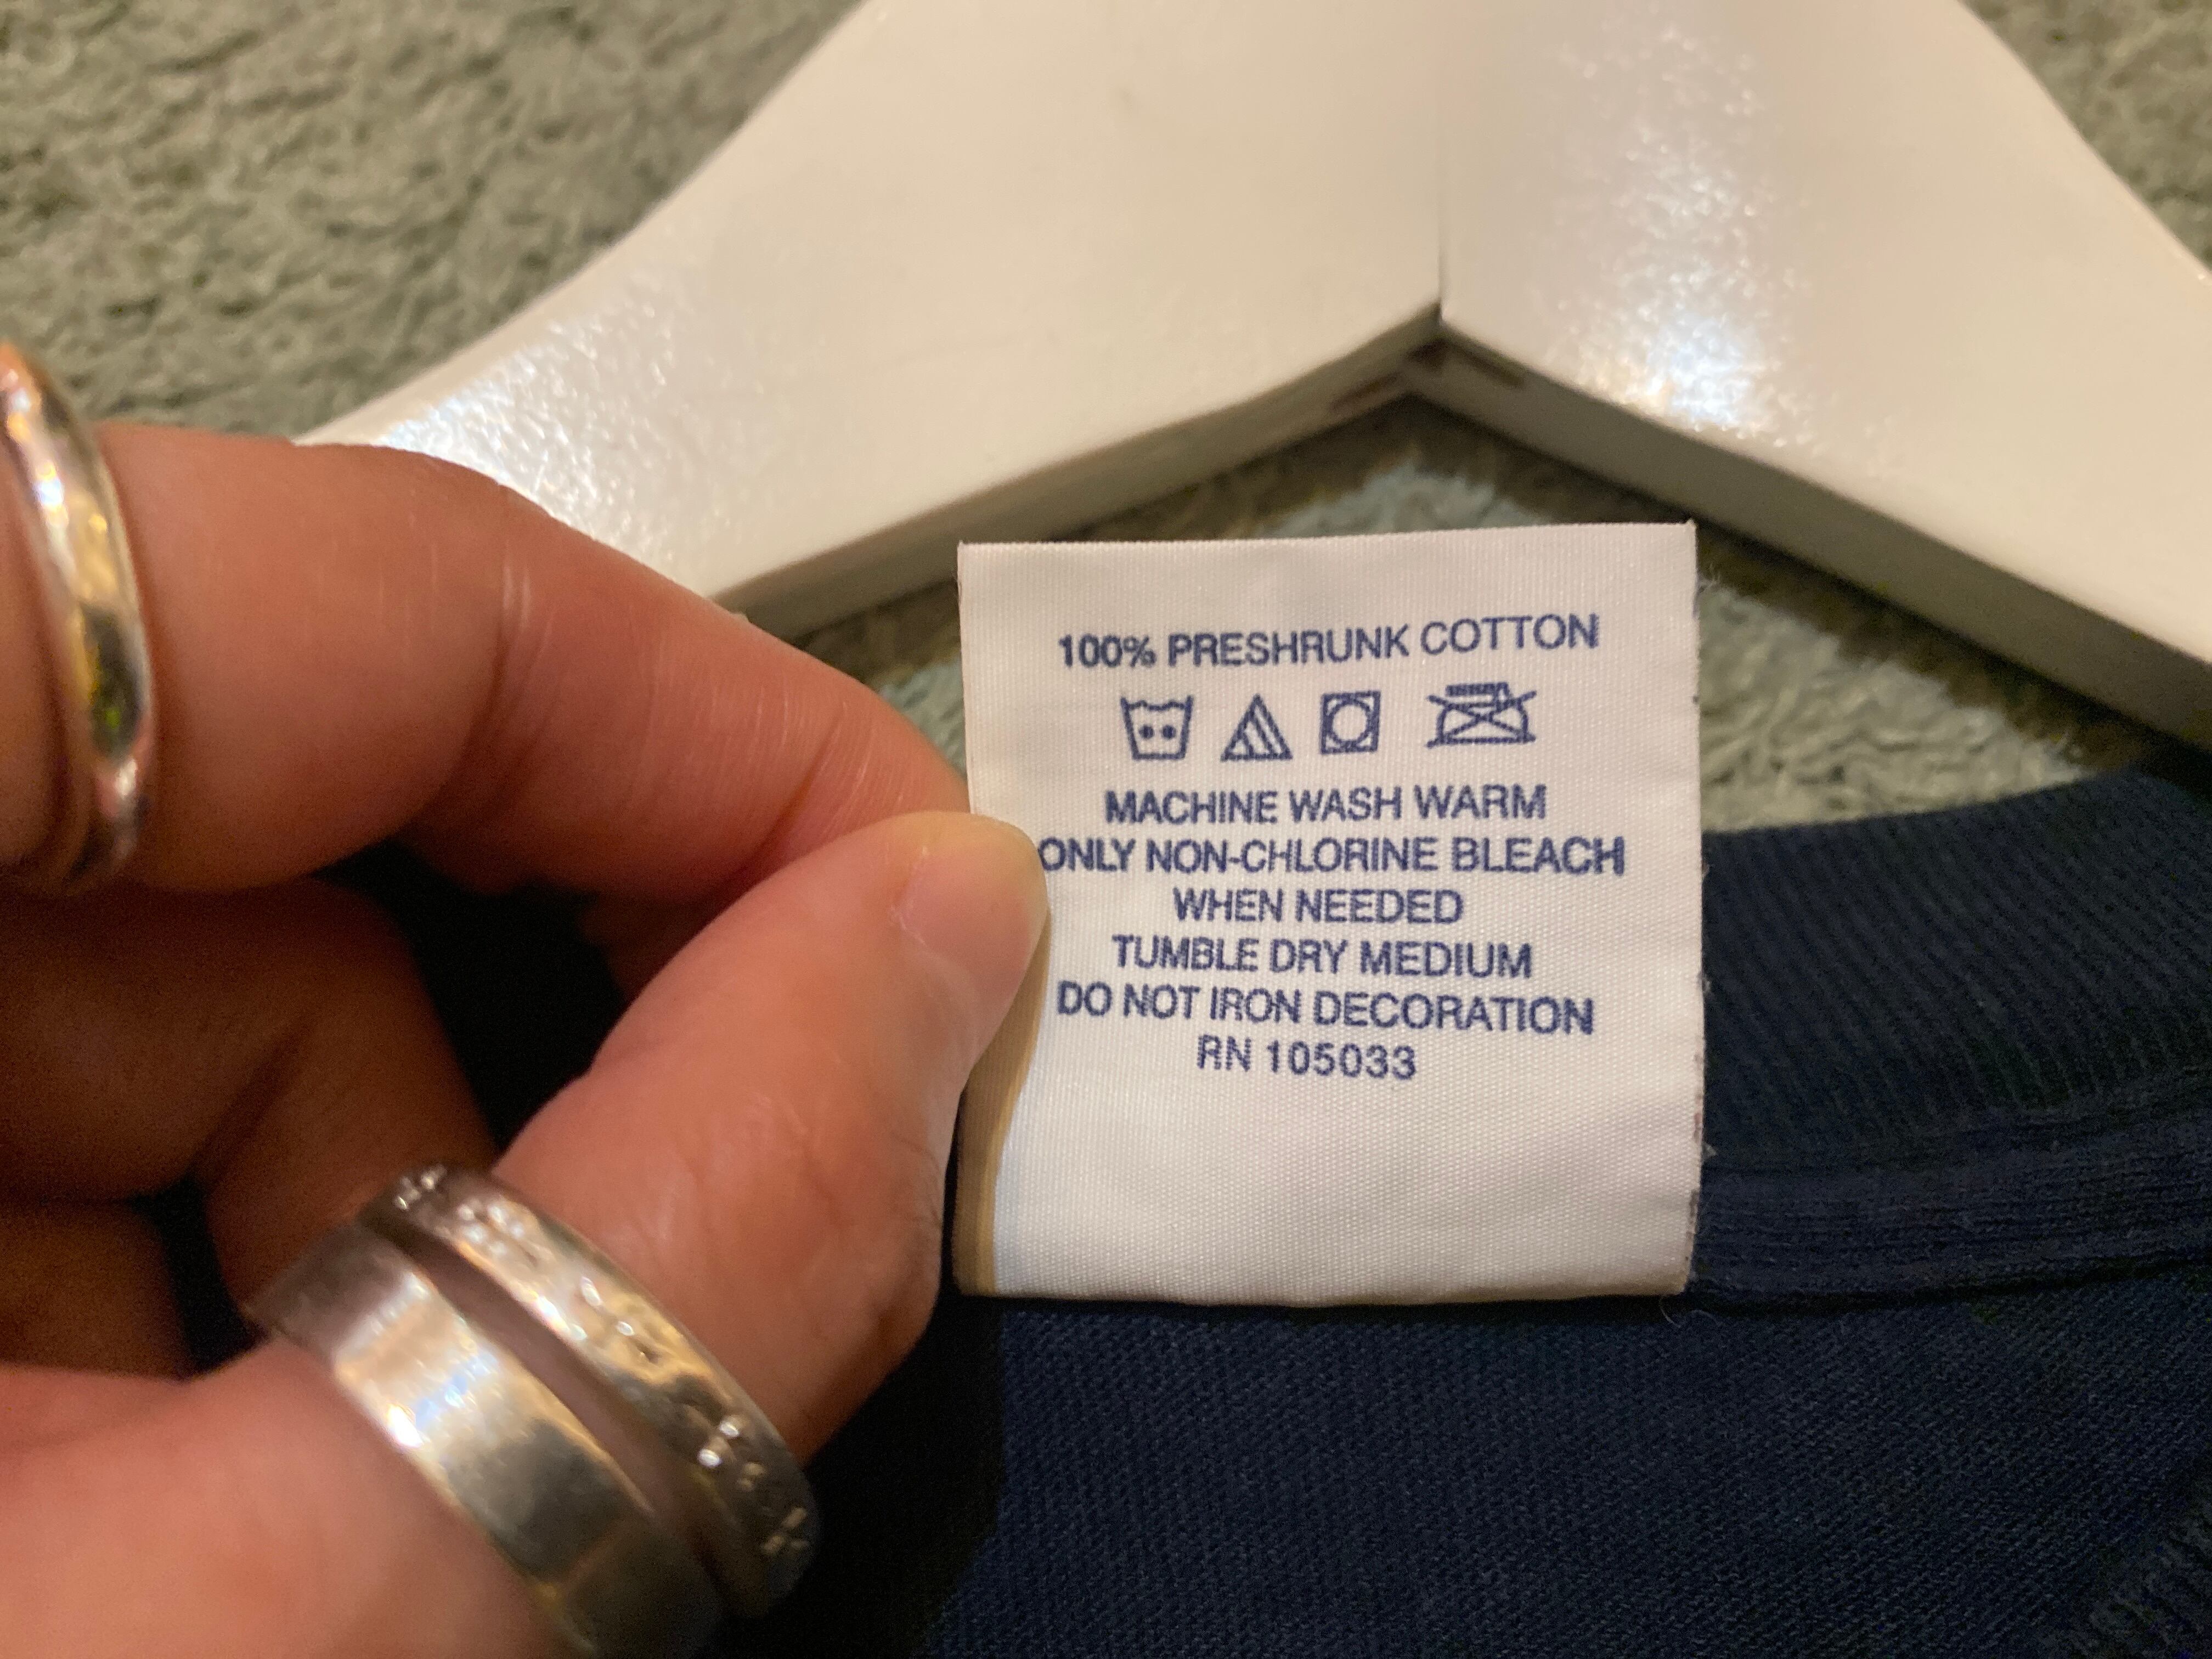 100% PRESHRUNK COTTON
MACHINE WASH WARM
ONLY NON-CHLORINE BLEACH
WHEN NEEDED
TUMBLE DRY MEDIUM
DO NOT IRON DECORATION
RN 105033